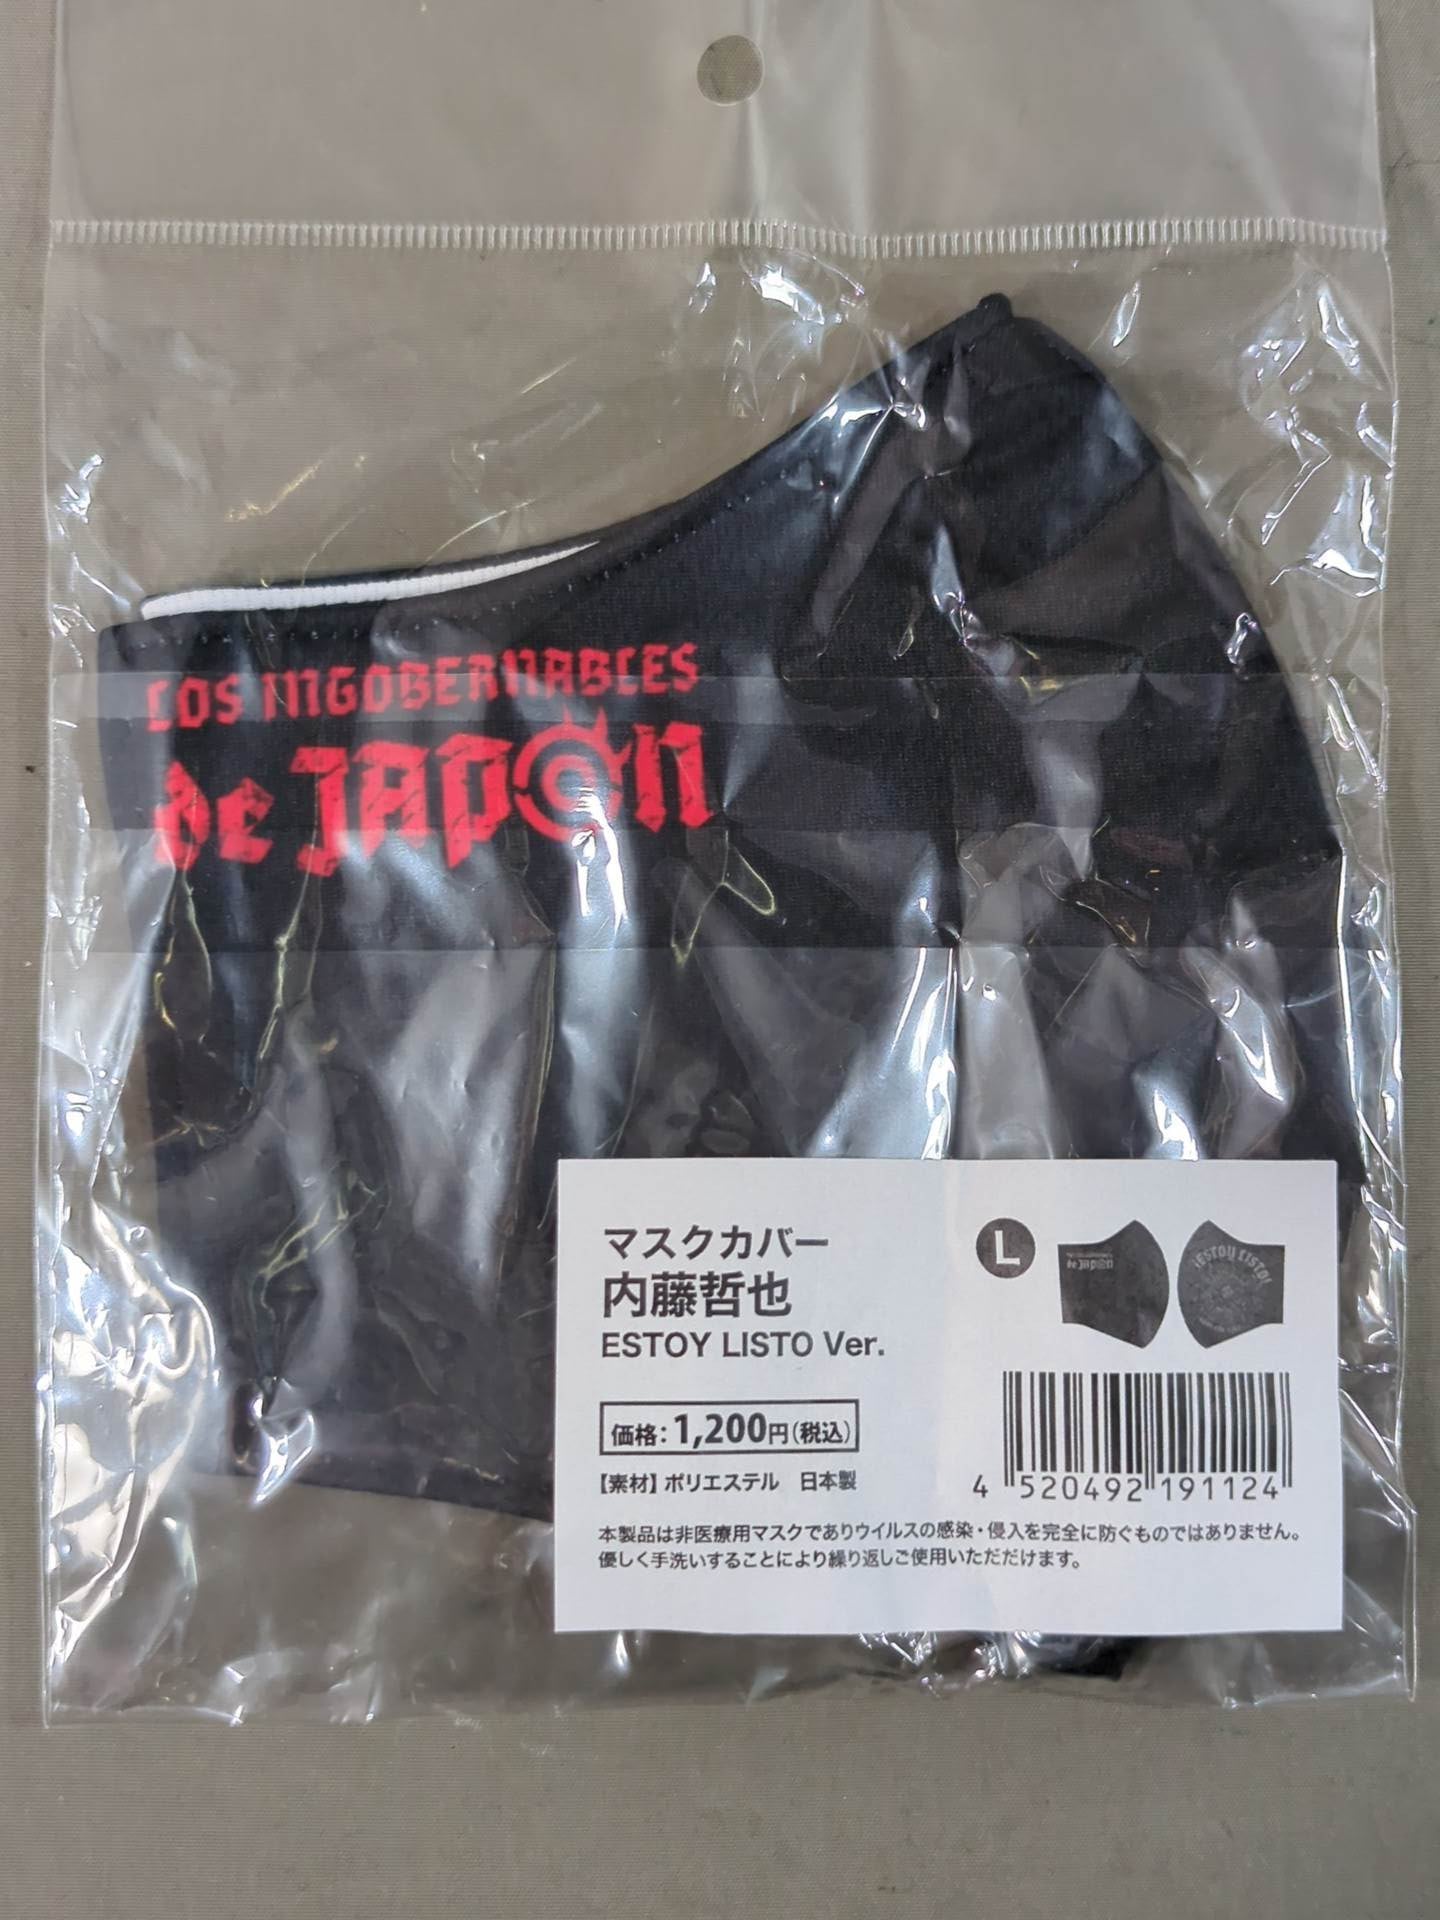 LOS INGOBERNABLES
de JAPON
マスクカバー
内藤哲也
ESTOY LISTO Ver.
価格:1,200円(税込)
【素材】ポリエステル 日本製
L
de JAPON
¡ESTOY LISTO!
4 520492 191124
本製品は非医療用マスクでありウイルスの感染・侵入を完全に防ぐものではありません。
優しく手洗いすることにより繰り返しご使用いただだけます。